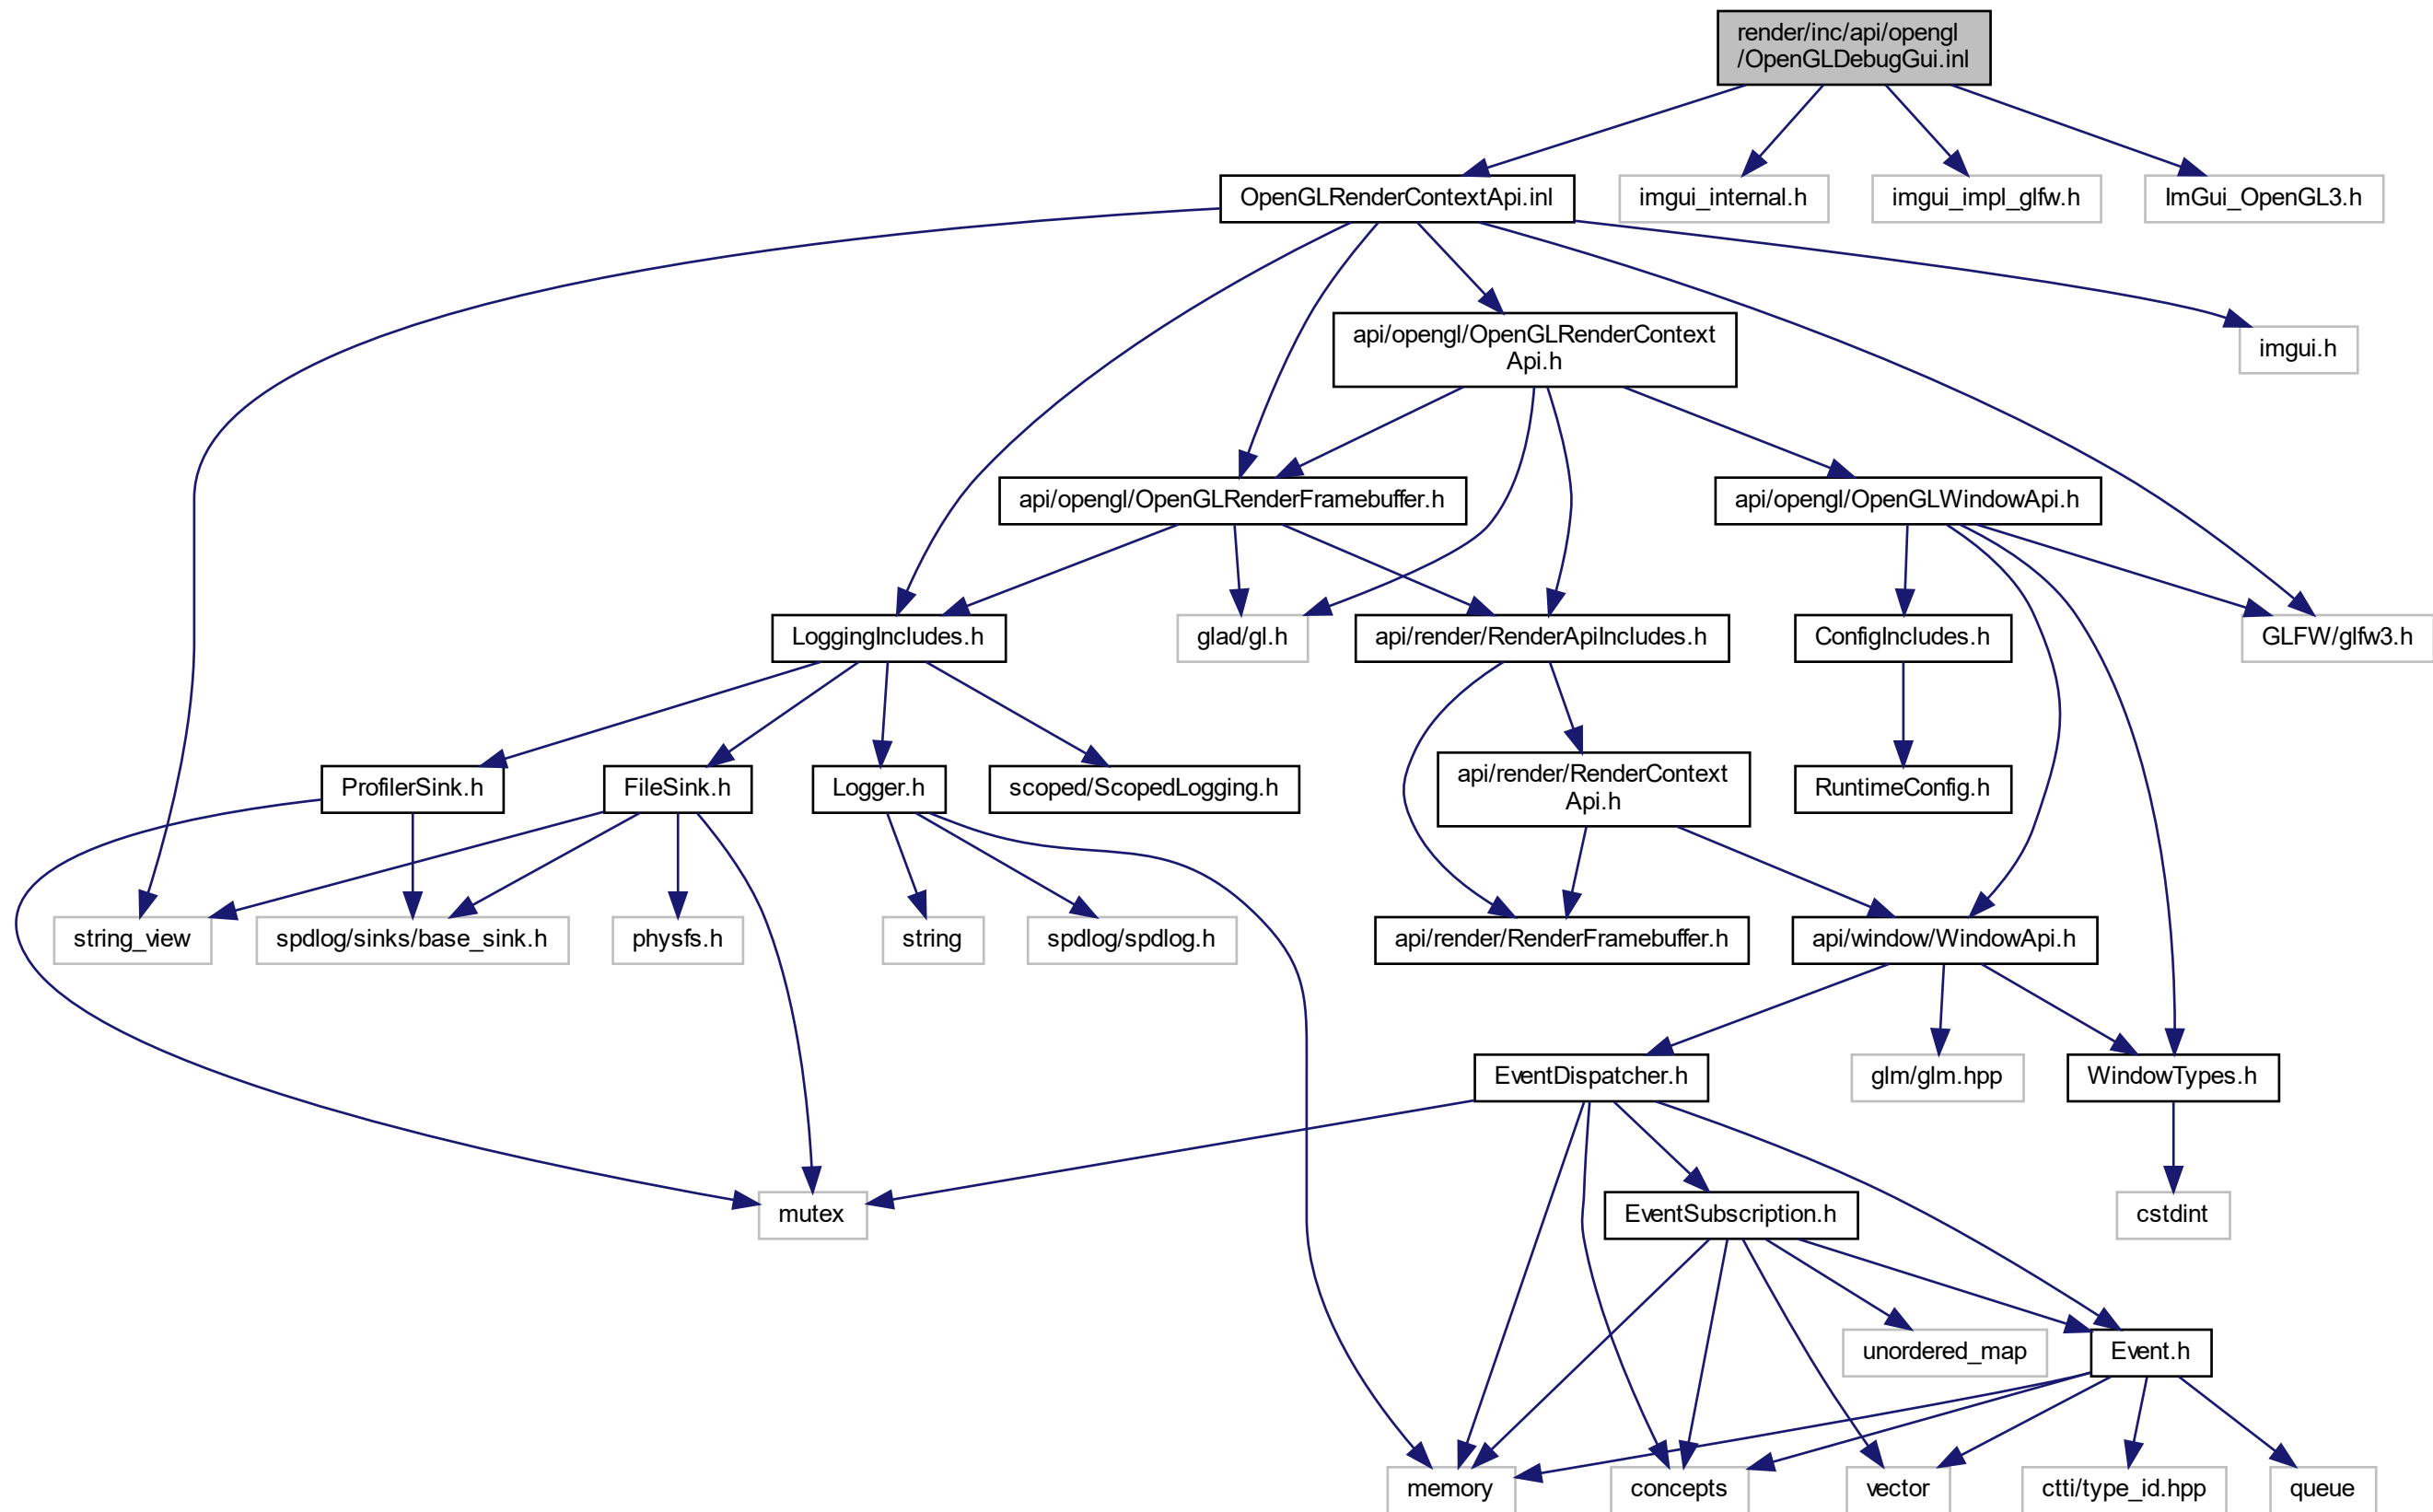 render/inc/api/opengl
/OpenGLDebugGui.inl
OpenGLRenderContextApi.inl
imgui_internal.h
imgui_impl_glfw.h
ImGui_OpenGL3.h
api/opengl/OpenGLRenderContext
Api.h
imgui.h
api/opengl/OpenGLRenderFramebuffer.h
api/opengl/OpenGLWindowApi.h
LoggingIncludes.h
glad/gl.h
api/render/RenderApiIncludes.h
ConfigIncludes.h
GLFW/glfw3.h
ProfilerSink.h
FileSink.h
Logger.h
scoped/ScopedLogging.h
api/render/RenderContext
Api.h
RuntimeConfig.h
string_view
spdlog/sinks/base_sink.h
physfs.h
string
spdlog/spdlog.h
api/render/RenderFramebuffer.h
api/window/WindowApi.h
EventDispatcher.h
glm/glm.hpp
WindowTypes.h
mutex
EventSubscription.h
cstdint
unordered_map
Event.h
memory
concepts
vector
ctti/type_id.hpp
queue